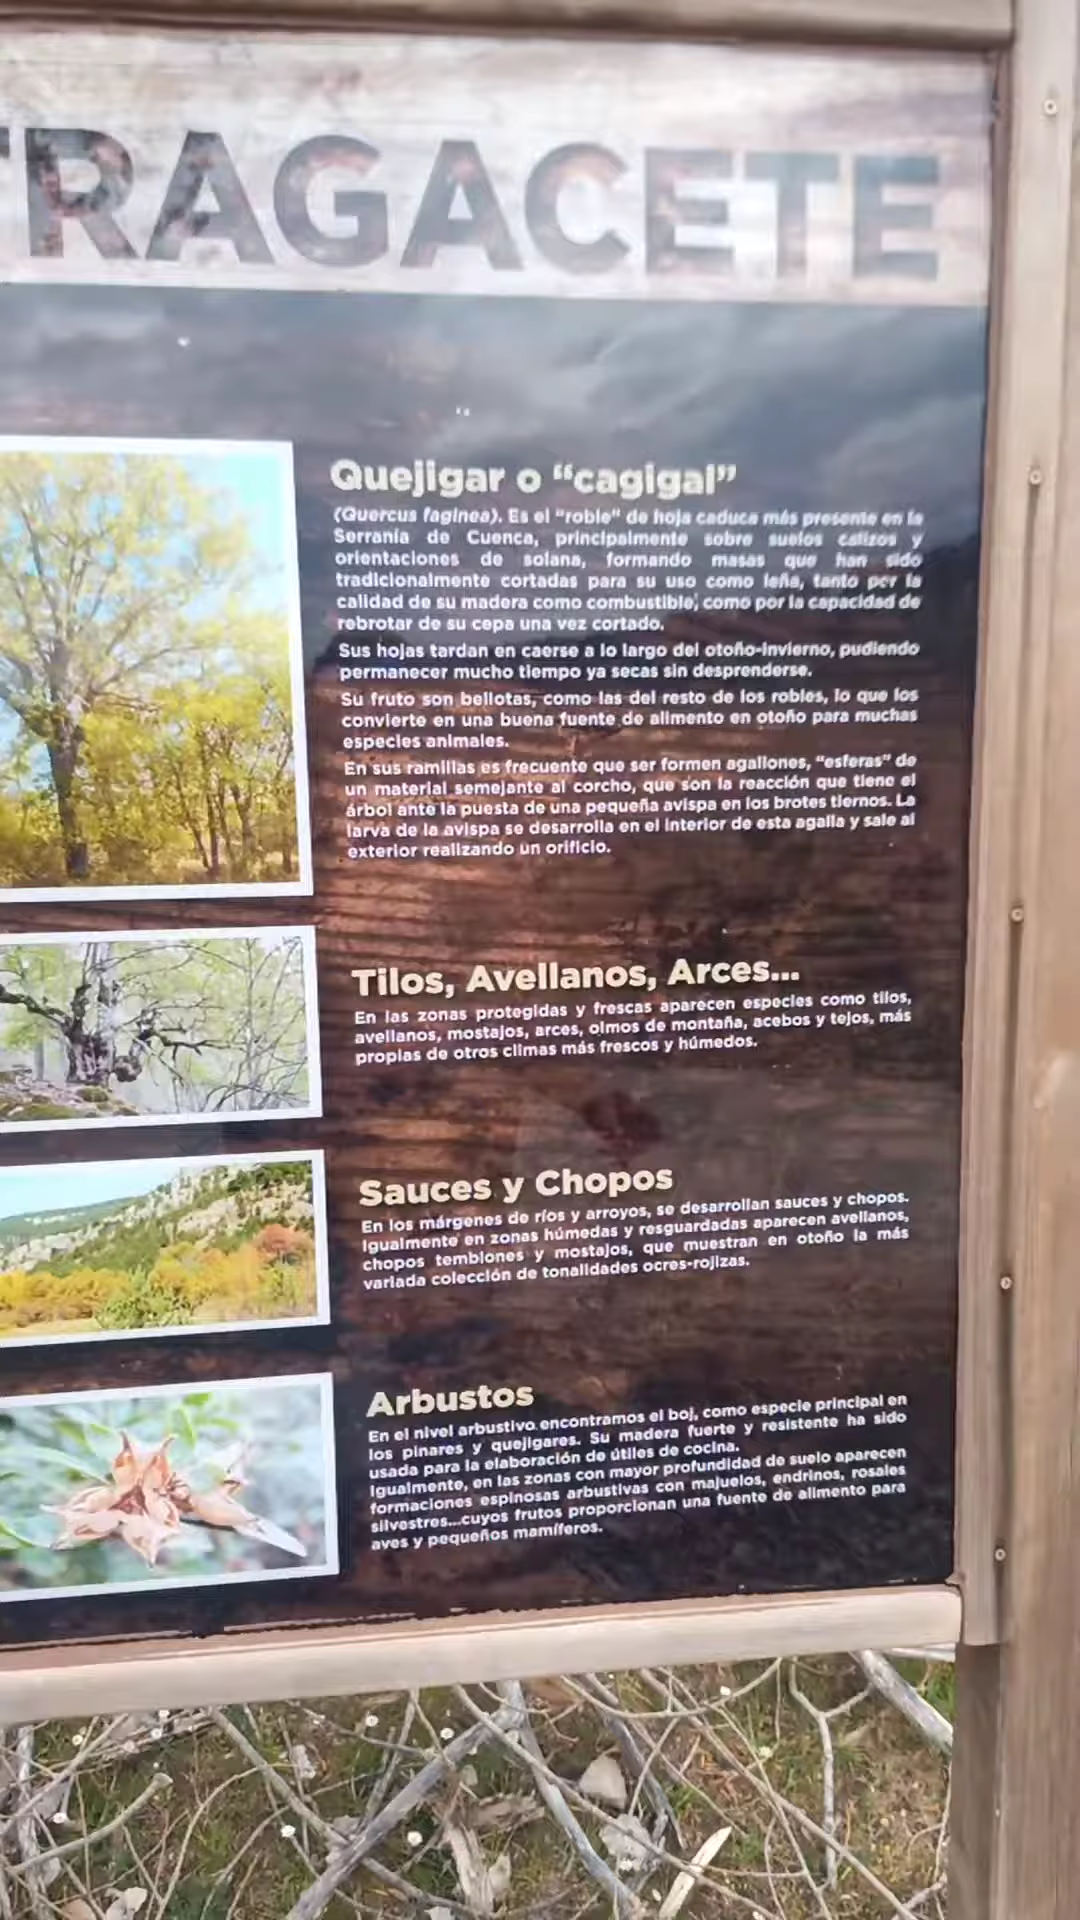 TRAGACETE
Quejigar o “cagigal”
(Quercus faginea). Es el “roble” de hoja caduca más presente en la
Serranía de Cuenca, principalmente sobre suelos calizos y
orientaciones de solana, formando masas que han sido
tradicionalmente cortadas para su uso como leña, tanto por la
calidad de su madera como combustible, como por la capacidad de
rebrotar de su cepa una vez cortado.
Sus hojas tardan en caerse a lo largo del otoño-invierno, pudiendo
permanecer mucho tiempo ya secas sin desprenderse.
Su fruto son bellotas, como las del resto de los robles, lo que los
convierte en una buena fuente de alimento en otoño para muchas
especies animales.
En sus ramillas es frecuente que ser formen agallones, “esferas” de
un material semejante al corcho, que son la reacción que tiene el
árbol ante la puesta de una pequeña avispa en los brotes tiernos. La
larva de la avispa se desarrolla en el interior de esta agalla y sale al
exterior realizando un orificio.
Tilos, Avellanos, Arces...
En las zonas protegidas y frescas aparecen especies como tilos,
avellanos, mostajos, arces, olmos de montaña, acebos y tejos, más
propias de otros climas más frescos y húmedos.
Sauces y Chopos
En los márgenes de ríos y arroyos, se desarrollan sauces y chopos.
Igualmente en zonas húmedas y resguardadas aparecen avellanos,
chopos temblones y mostajos, que muestran en otoño la más
variada colección de tonalidades ocres-rojizas.
Arbustos
En el nivel arbustivo encontramos el boj, como especie principal en
los pinares y quejigares. Su madera fuerte y resistente ha sido
usada para la elaboración de útiles de cocina.
Igualmente, en las zonas con mayor profundidad de suelo aparecen
formaciones espinosas arbustivas con majuelos, endrinos, rosales
silvestres...cuyos frutos proporcionan una fuente de alimento para
aves y pequeños mamíferos.